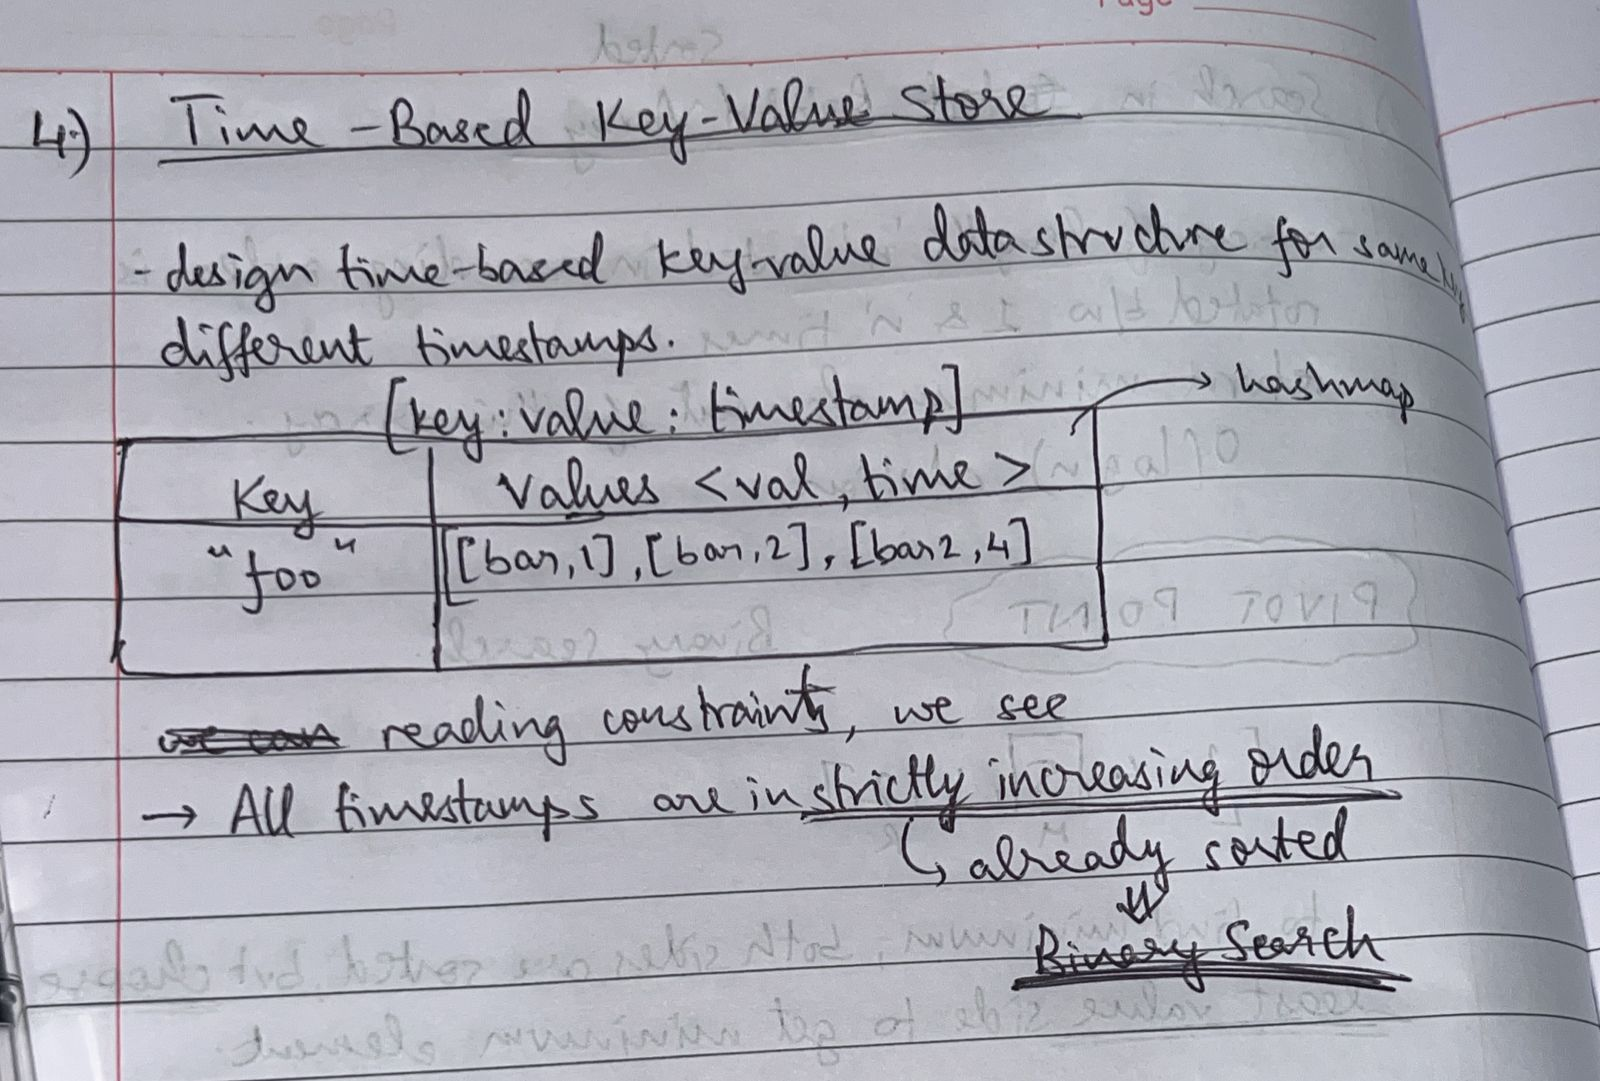 4.) Time-Based Key-Value Store
- design time-based key-value data structure for same key
different timestamps.
[key : value : timestamp] → hashmap
Key | Values <val, time>
"foo" | [[bar,1], [bar,2], [bar2,4]
we can reading constraints, we see
→ All timestamps are in strictly increasing order
↳ already sorted
⇓
Binary Search